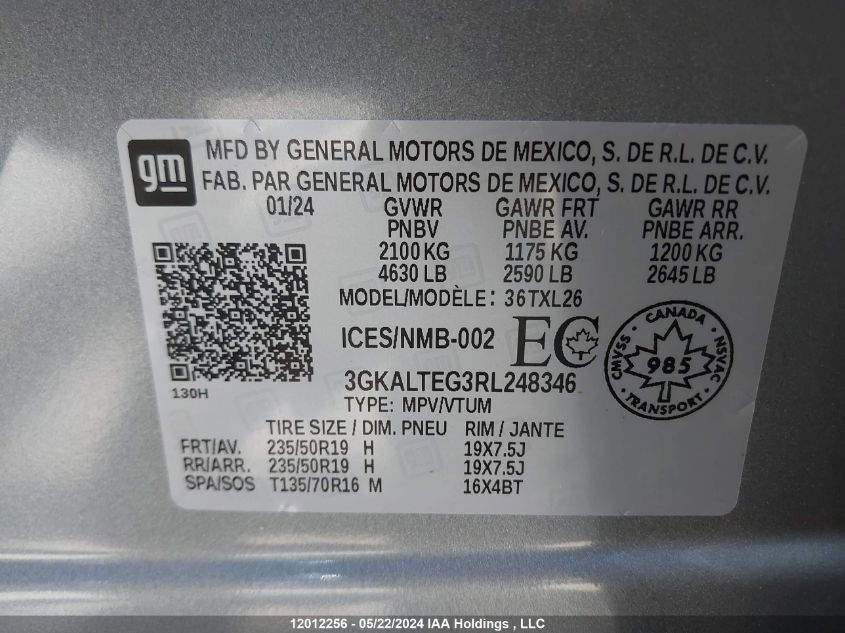 gm
MFD BY GENERAL MOTORS DE MEXICO, S. DE R.L. DE C.V.
FAB. PAR GENERAL MOTORS DE MEXICO, S. DE R.L. DE C.V.
01/24 GVWR GAWR FRT GAWR RR
PNBV PNBE AV. PNBE ARR.
2100 KG 1175 KG 1200 KG
4630 LB 2590 LB 2645 LB
MODEL/MODÈLE: 36TXL26
ICES/NMB-002 EC
CANADA
CMVSS 985 NSVAC
TRANSPORT
3GKALTEG3RL248346
130H
TYPE: MPV/VTUM
TIRE SIZE / DIM. PNEU RIM / JANTE
FRT/AV. 235/50R19 H 19X7.5J
RR/ARR. 235/50R19 H 19X7.5J
SPA/SOS T135/70R16 M 16X4BT
12012256 - 05/22/2024 IAA Holdings , LLC